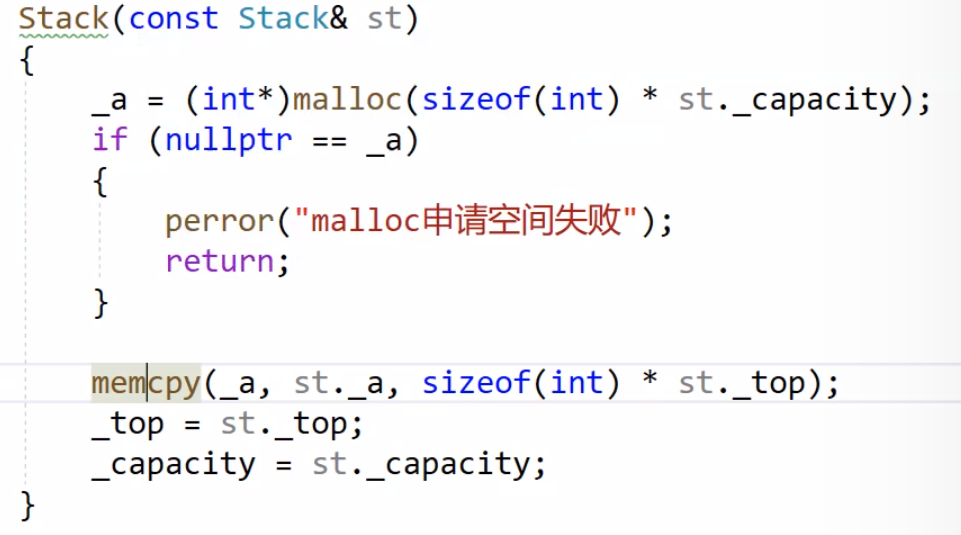 Stack(const Stack& st)
{
    _a = (int*)malloc(sizeof(int) * st._capacity);
    if (nullptr == _a)
    {
        perror("malloc申请空间失败");
        return;
    }
    memcpy(_a, st._a, sizeof(int) * st._top);
    _top = st._top;
    _capacity = st._capacity;
}